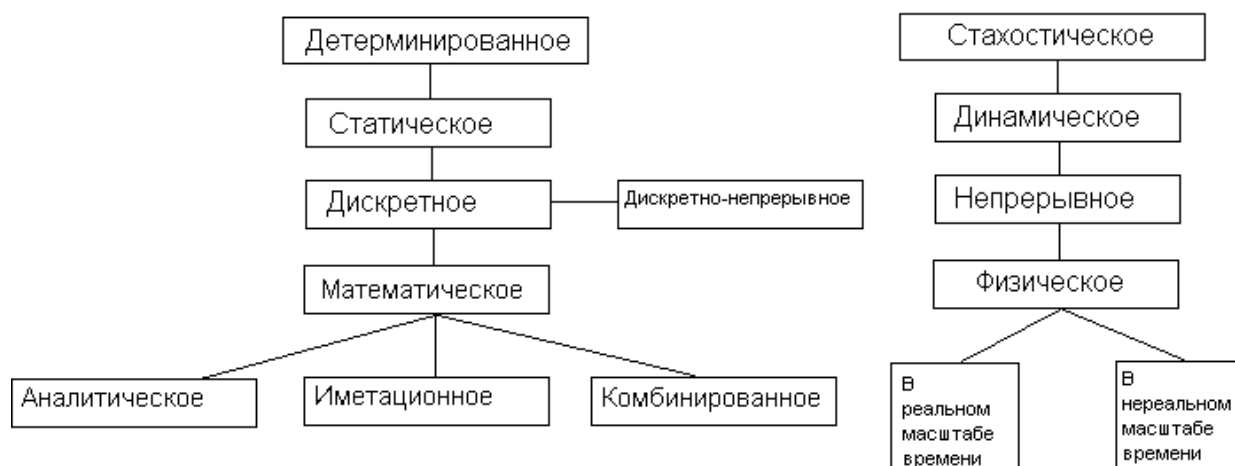 Детерминированное
Стахостическое
Статическое
Динамическое
Дискретное
Дискретно-непрерывное
Непрерывное
Математическое
Физическое
Аналитическое
Иметационное
Комбинированное
В
реальном
масштабе
времени
В
нереальном
масштабе
времени